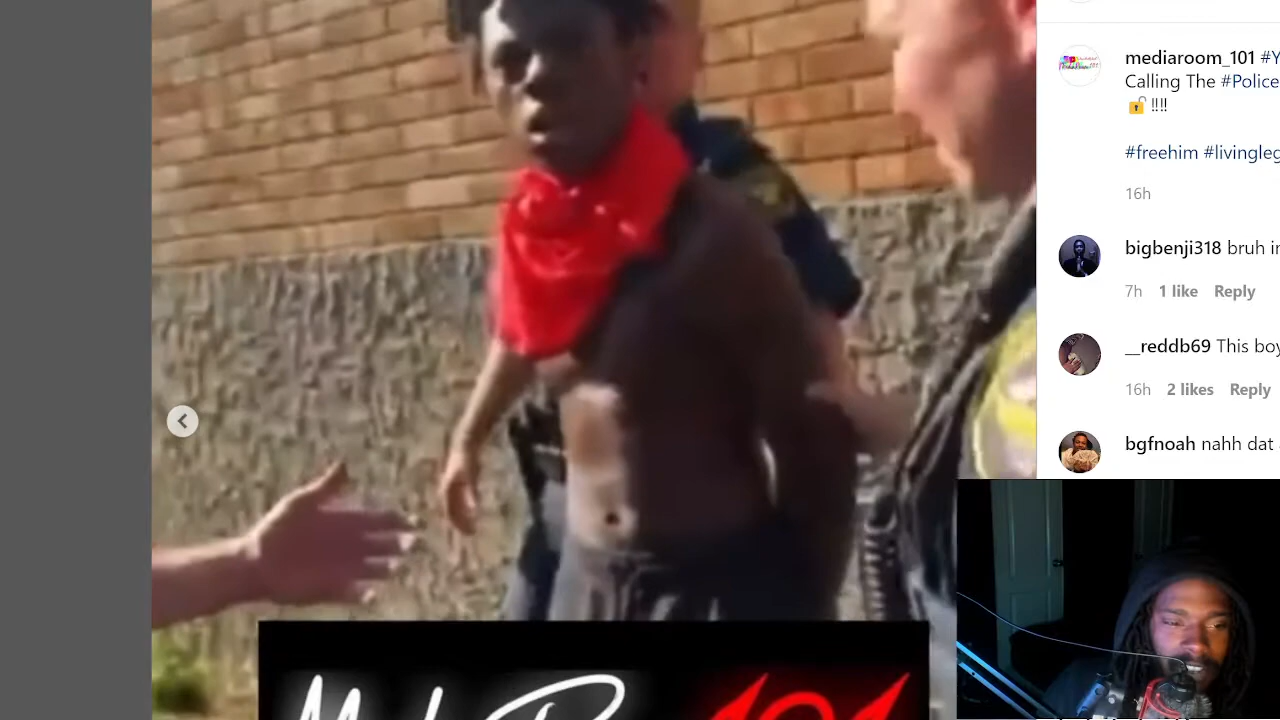 mediaroom_101 #Y
Calling The #Police
‼‼
#freehim #livingleg
16h
bigbenji318 bruh in
7h 1 like Reply
__reddb69 This boy
16h 2 likes Reply
bgfnoah nahh dat
101